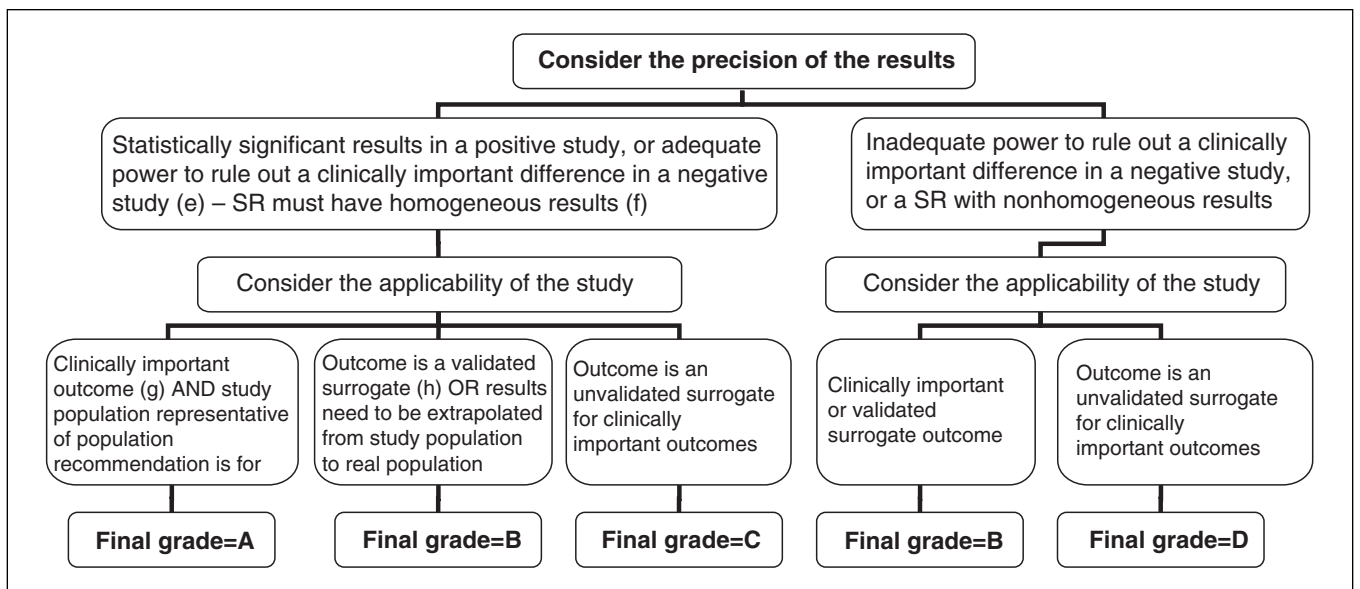 Consider the precision of the results
Statistically significant results in a positive study, or adequate
power to rule out a clinically important difference in a negative
study (e) – SR must have homogeneous results (f)
Inadequate power to rule out a clinically
important difference in a negative study,
or a SR with nonhomogeneous results
Consider the applicability of the study
Consider the applicability of the study
Clinically important
outcome (g) AND study
population representative
of population
recommendation is for
Outcome is a validated
surrogate (h) OR results
need to be extrapolated
from study population
to real population
Outcome is an
unvalidated surrogate
for clinically
important outcomes
Clinically important
or validated
surrogate outcome
Outcome is an
unvalidated surrogate
for clinically
important outcomes
Final grade=A
Final grade=B
Final grade=C
Final grade=B
Final grade=D